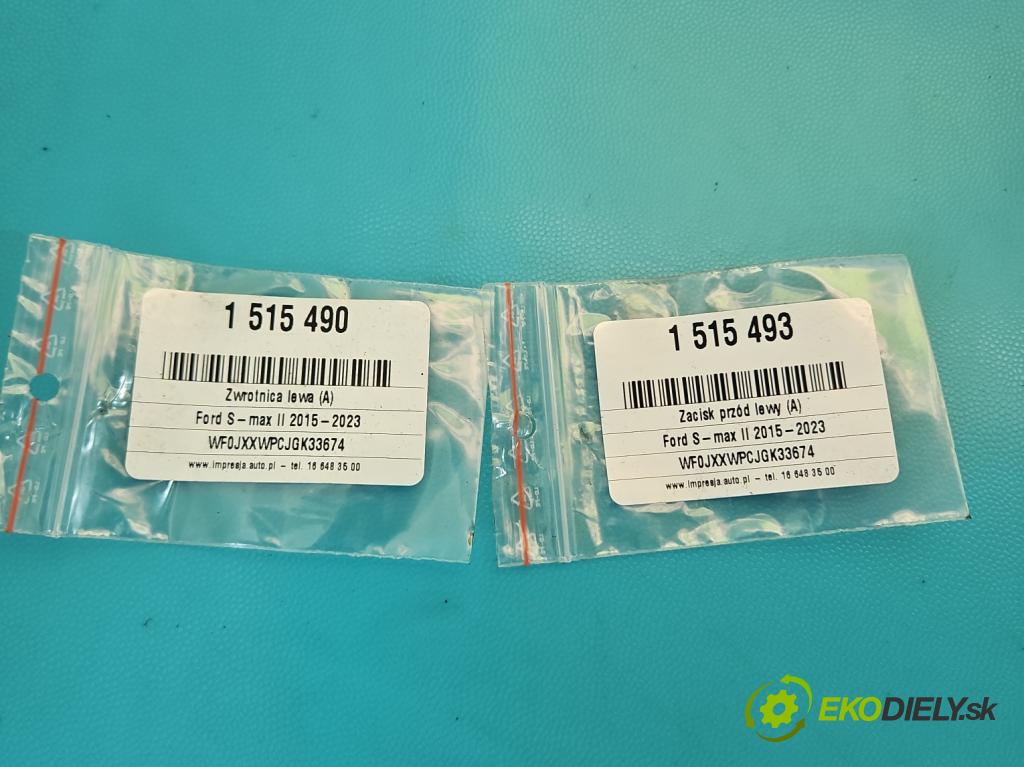 1 515 490
Zwrotnica lewa (A)
Ford S-max II 2015-2023
WF0JXXWPCJGK33674
www.impresja.auto.pl - tel. 16 648 35 00
1 515 493
Zacisk przód lewy (A)
Ford S-max II 2015-2023
WF0JXXWPCJGK33674
www.impresja.auto.pl - tel. 16 648 35 00
EKODIELY.sk